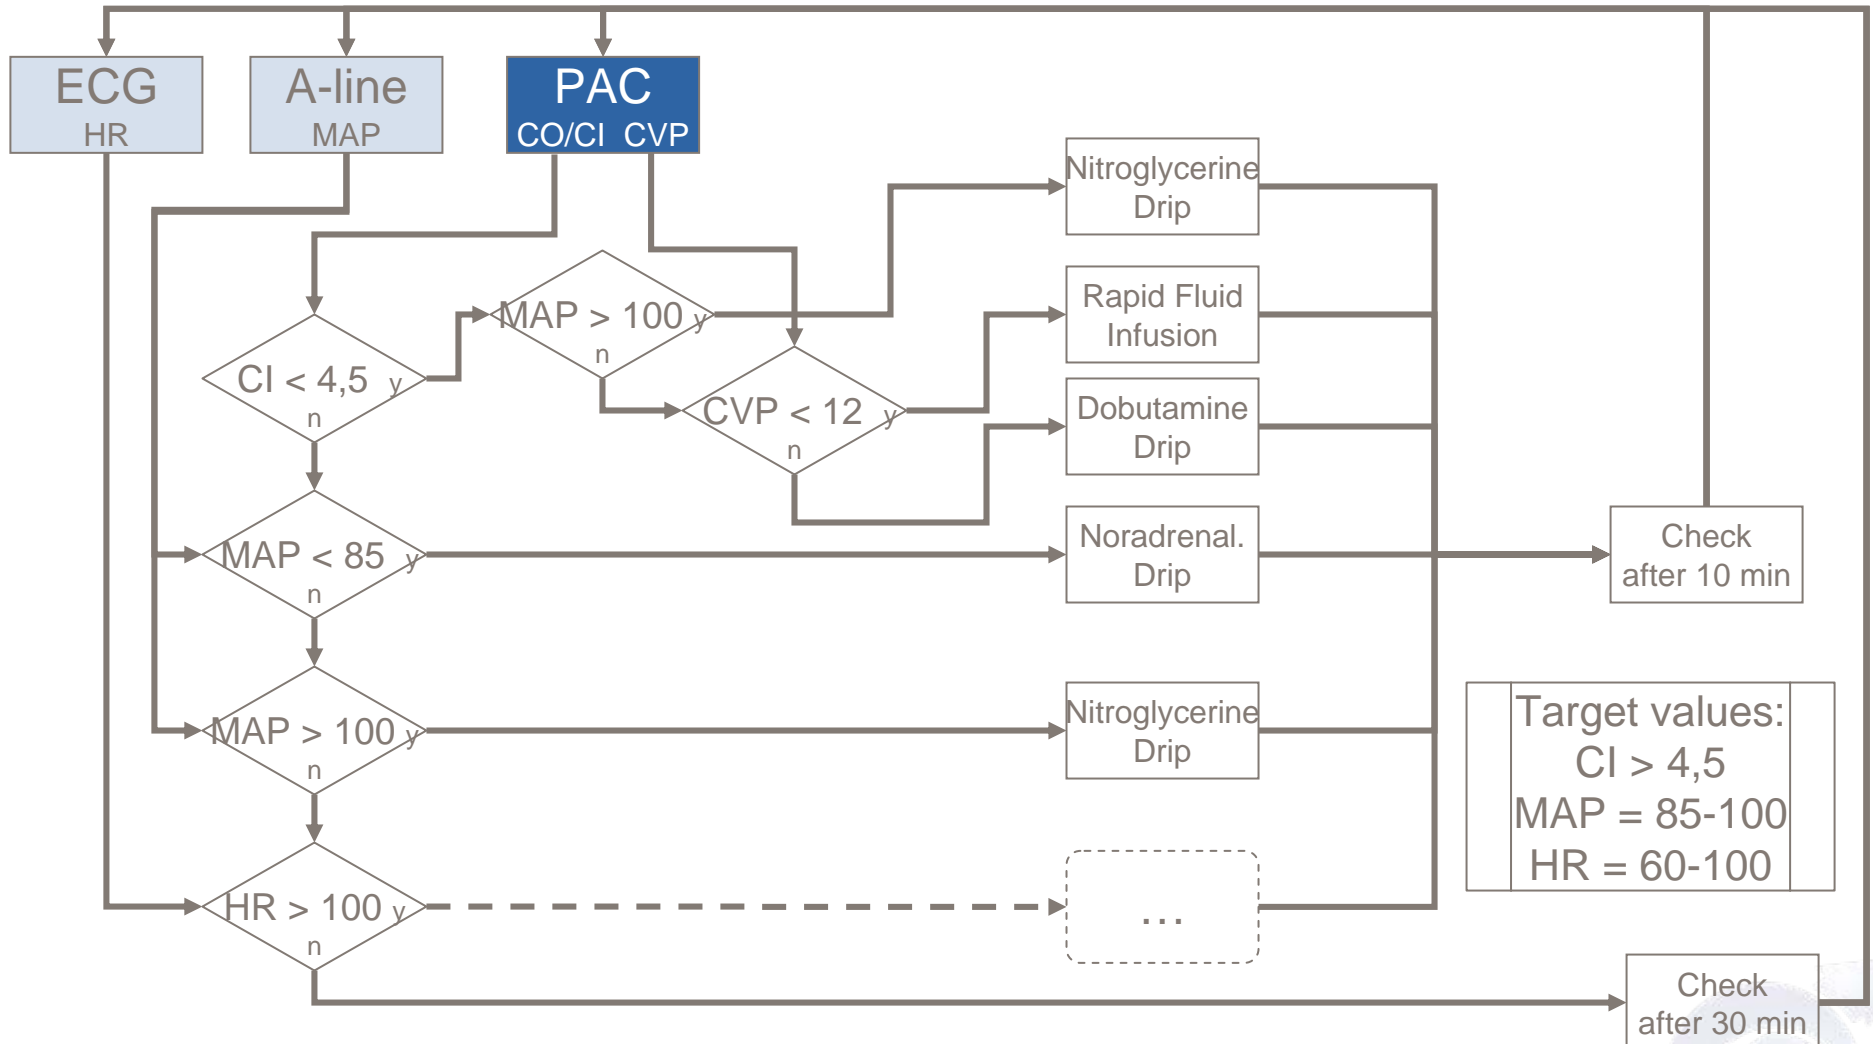 ECG
HR
A-line
MAP
PAC
CO/CI CVP
Nitroglycerine
Drip
MAP > 100 y
n
Rapid Fluid
Infusion
CI < 4,5 y
n
CVP < 12 y
n
Dobutamine
Drip
MAP < 85 y
n
Noradrenal.
Drip
Check
after 10 min
MAP > 100 y
n
Nitroglycerine
Drip
Target values:
CI > 4,5
MAP = 85-100
HR = 60-100
HR > 100 y
n
...
Check
after 30 min